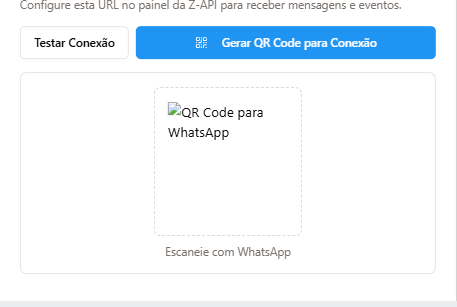 Configure esta URL no painel da Z-API para receber mensagens e eventos.
Testar Conexão
Gerar QR Code para Conexão
QR Code para
WhatsApp
Escaneie com WhatsApp